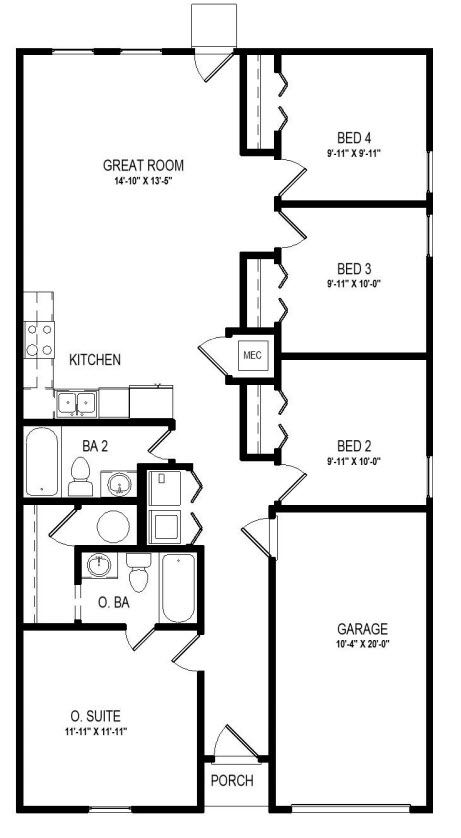 BED 4
9'-11" X 9'-11"
GREAT ROOM
14'-10" X 13'-5"
BED 3
9'-11" X 10'-0"
MEC
KITCHEN
BA 2
BED 2
9'-11" X 10'-0"
O. BA
GARAGE
10'-4" X 20'-0"
O. SUITE
11'-11" X 11'-11"
PORCH